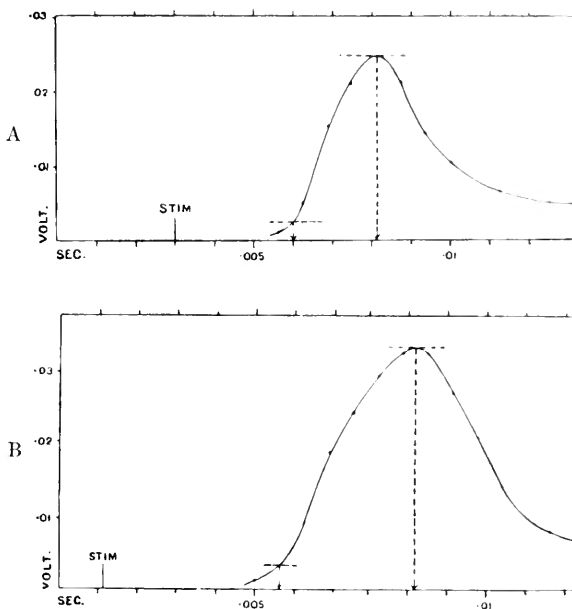 .03
.02
A
.01
STIM
VOLT.
SEC.
.005
.01
.03
.02
B
.01
STIM
VOLT.
SEC.
.005
.01